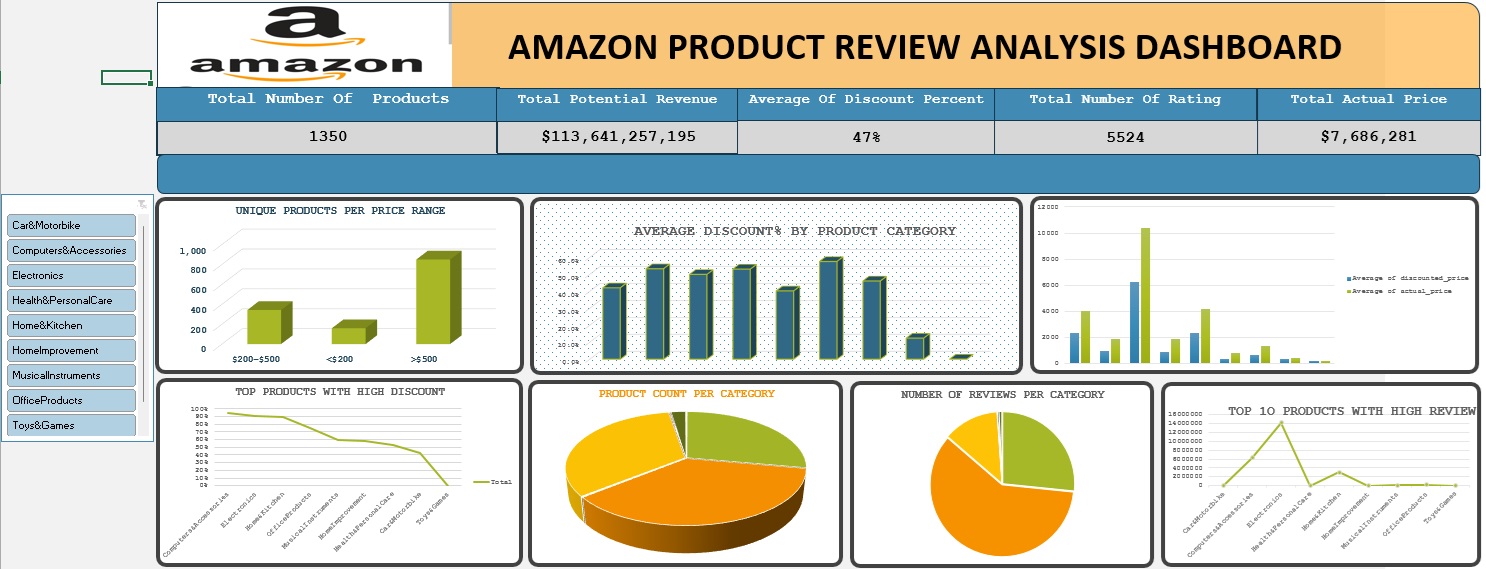 amazon
AMAZON PRODUCT REVIEW ANALYSIS DASHBOARD
Total Number Of Products
Total Potential Revenue
Average Of Discount Percent
Total Number Of Rating
Total Actual Price
1350
$113,641,257,195
47%
5524
$7,686,281
Car&Motorbike
Computers&Accessories
Electronics
Health&PersonalCare
Home&Kitchen
HomeImprovement
MusicalInstruments
OfficeProducts
Toys&Games
UNIQUE PRODUCTS PER PRICE RANGE
1,000
800
600
400
200
0
$200-$500
<$200
>$500
AVERAGE DISCOUNT% BY PRODUCT CATEGORY
60.0%
50.0%
40.0%
30.0%
20.0%
10.0%
0.0%
12000
10000
8000
6000
4000
2000
0
Average of discounted_price
Average of actual_price
TOP PRODUCTS WITH HIGH DISCOUNT
100%
90%
80%
70%
60%
50%
40%
30%
20%
10%
0%
Computers&Accessories
Electronics
Home&Kitchen
OfficeProducts
MusicalInstruments
HomeImprovement
Health&PersonalCare
Car&Motorbike
Toys&Games
Total
PRODUCT COUNT PER CATEGORY
NUMBER OF REVIEWS PER CATEGORY
TOP 10 PRODUCTS WITH HIGH REVIEW
16000000
14000000
12000000
10000000
8000000
6000000
4000000
2000000
0
Car&Motorbike
Computers&Accessories
Electronics
Health&PersonalCare
Home&Kitchen
HomeImprovement
MusicalInstruments
OfficeProducts
Toys&Games